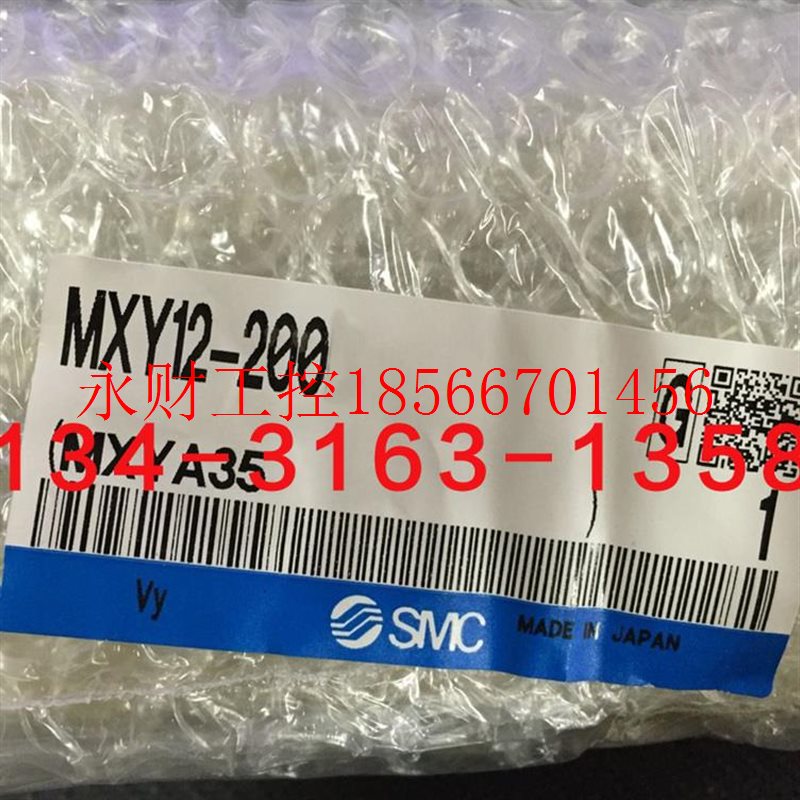 MXY12-200
永财工控18566701456
G
134-3163-1358
(MXYA35 )
1
Vy
SMC
MADE IN JAPAN